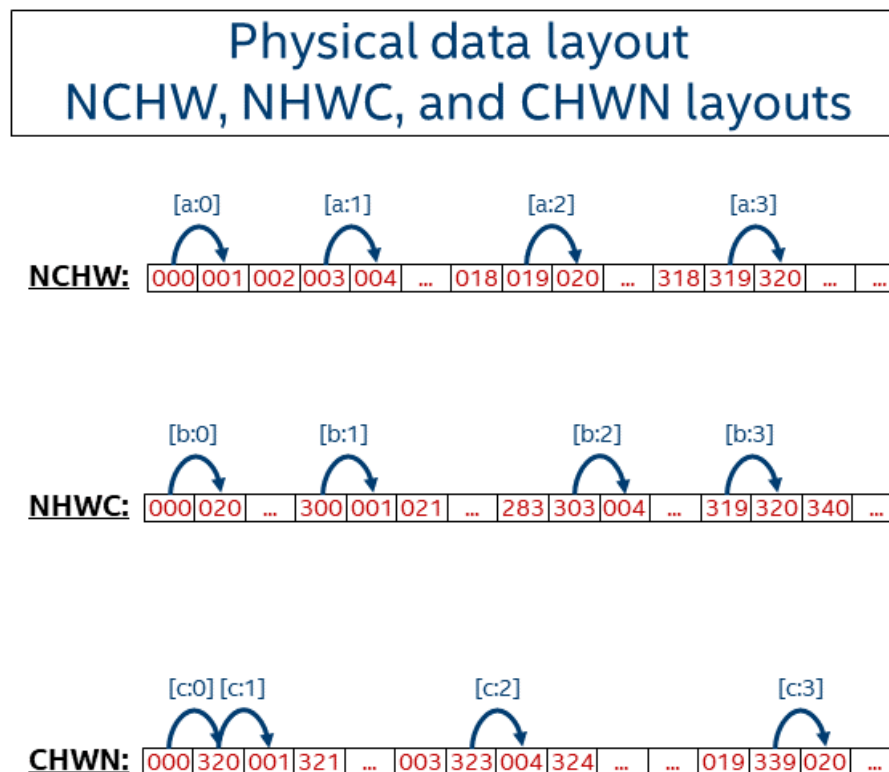 Physical data layout
NCHW, NHWC, and CHWN layouts
[a:0] [a:1] [a:2] [a:3]
NCHW: 000 001 002 003 004 ... 018 019 020 ... 318 319 320 ... ...
[b:0] [b:1] [b:2] [b:3]
NHWC: 000 020 ... 300 001 021 ... 283 303 004 ... 319 320 340 ...
[c:0] [c:1] [c:2] [c:3]
CHWN: 000 320 001 321 ... 003 323 004 324 ... ... 019 339 020 ...